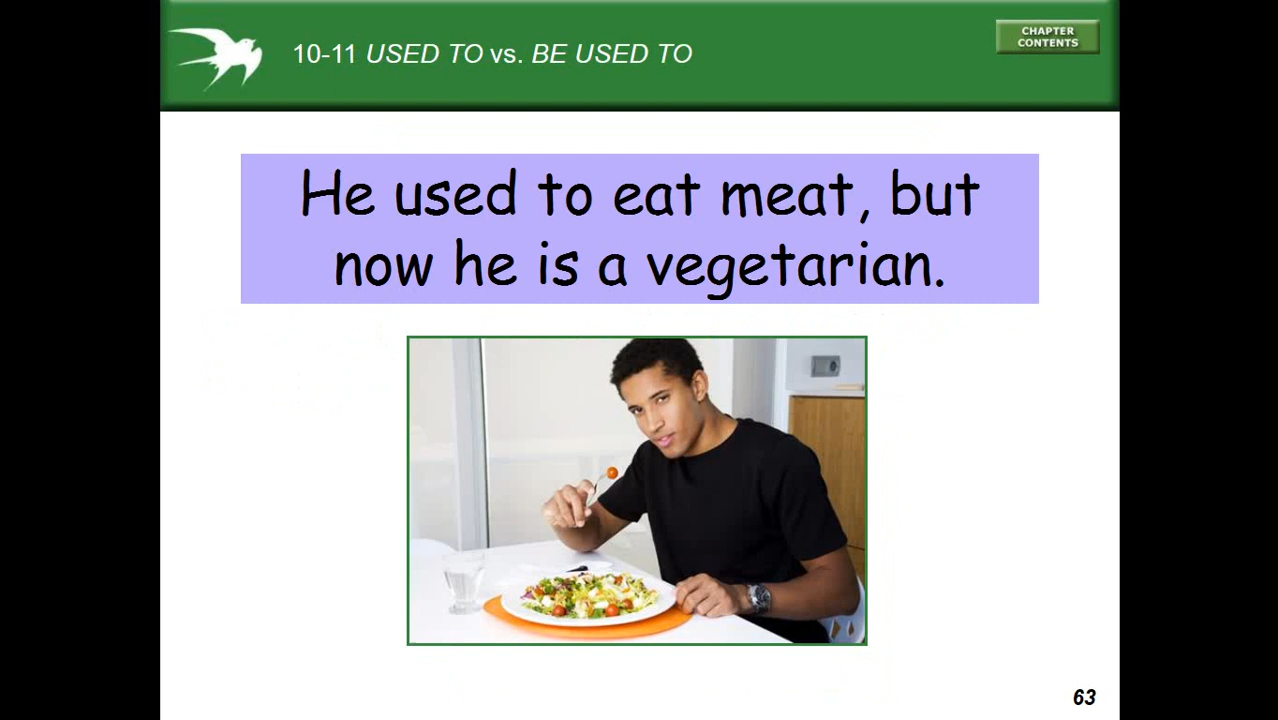 10-11 USED TO vs. BE USED TO
CHAPTER
CONTENTS
He used to eat meat, but
now he is a vegetarian.
63